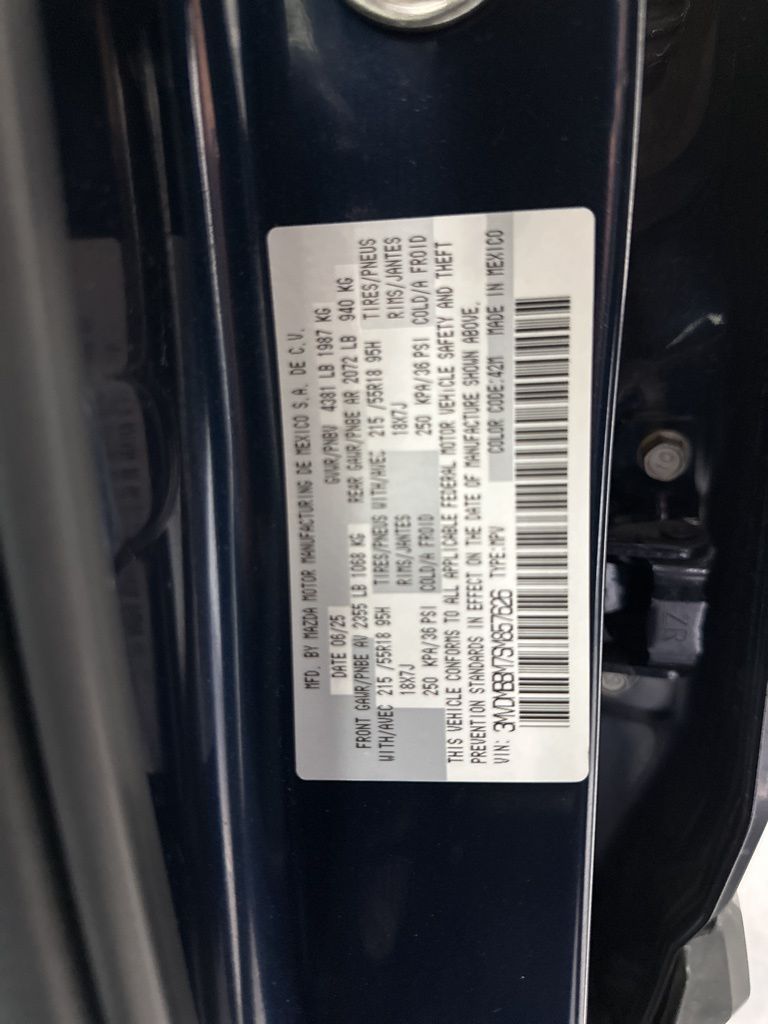 MFD. BY MAZDA MOTOR MANUFACTURING DE MEXICO S.A. DE C.V.
DATE 06/25 GVWR/PNBV 4381 LB 1987 KG
FRONT GAWR/PNBE AV 2355 LB 1068 KG REAR GAWR/PNBE AR 2072 LB 940 KG
WITH/AVEC 215 /55R18 95H TIRES/PNEUS WITH/AVEC 215 /55R18 95H TIRES/PNEUS
18X7J RIMS/JANTES 18X7J RIMS/JANTES
250 KPA/36 PSI COLD/A FROID 250 KPA/36 PSI COLD/A FROID
THIS VEHICLE CONFORMS TO ALL APPLICABLE FEDERAL MOTOR VEHICLE SAFETY AND THEFT
PREVENTION STANDARDS IN EFFECT ON THE DATE OF MANUFACTURE SHOWN ABOVE.
VIN: 3MVDMBBM7SM857626 TYPE:MPV COLOR CODE:42M MADE IN MEXICO
10
ZR